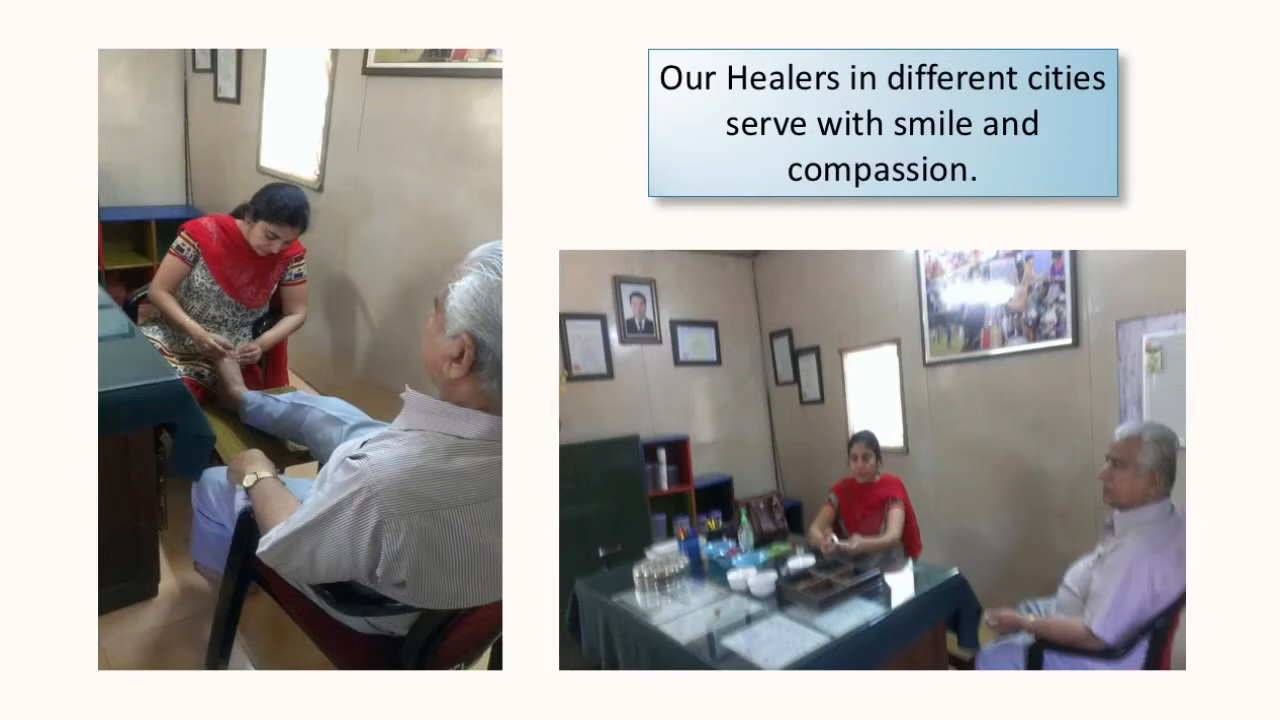 Our Healers in different cities
serve with smile and
compassion.